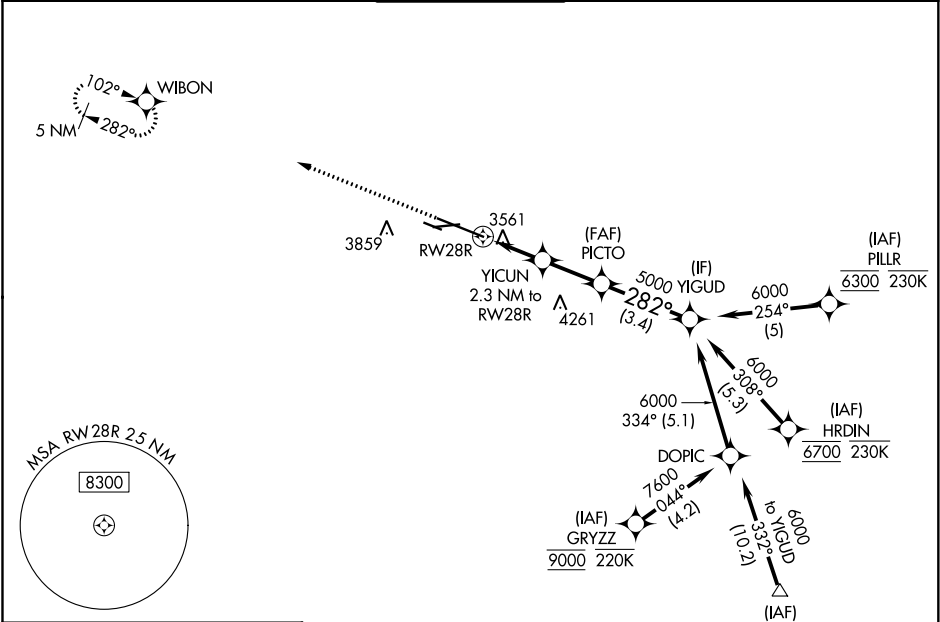 102°
WIBON
5 NM
282°
3859
RW28R
3561
YICUN
2.3 NM to
RW28R
4261
(FAF)
PICTO
5000
282°
(3.4)
(IF)
YIGUD
(IAF)
PILLR
6300 230K
6000
254°
(5)
6000
308°
(5.3)
(IAF)
HRDIN
6700 230K
6000
334° (5.1)
DOPIC
7600
044°
(4.2)
(IAF)
GRYZZ
9000 220K
6000
to YIGUD
332°
(10.2)
(IAF)
MSA RW28R 25 NM
8300